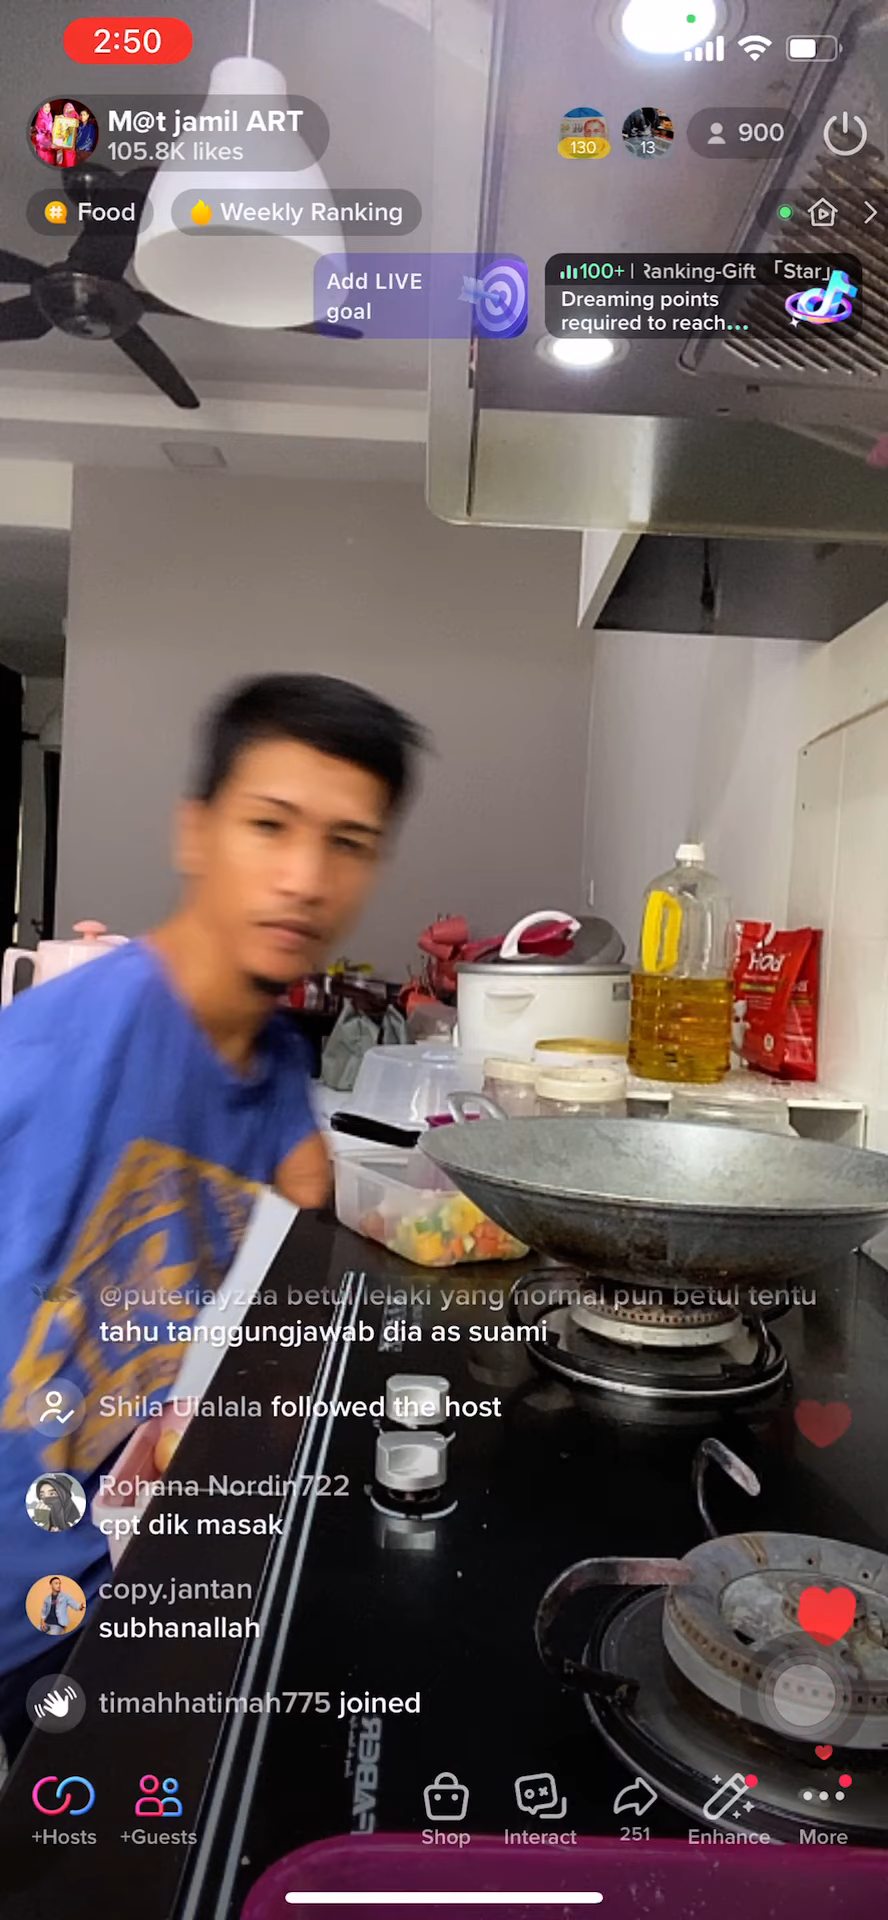 2:50
M@t jamil ART
105.8K likes
130
13
900
Food
Weekly Ranking
Add LIVE
goal
100+ | Ranking-Gift 「Star」
Dreaming points
required to reach...
@puteriayzaa betul lelaki yang normal pun betul tentu
tahu tanggungjawab dia as suami
Shila Ulalala followed the host
Rohana Nordin722
cpt dik masak
copy.jantan
subhanallah
timahhatimah775 joined
FABER
+Hosts
+Guests
Shop
Interact
251
Enhance
More